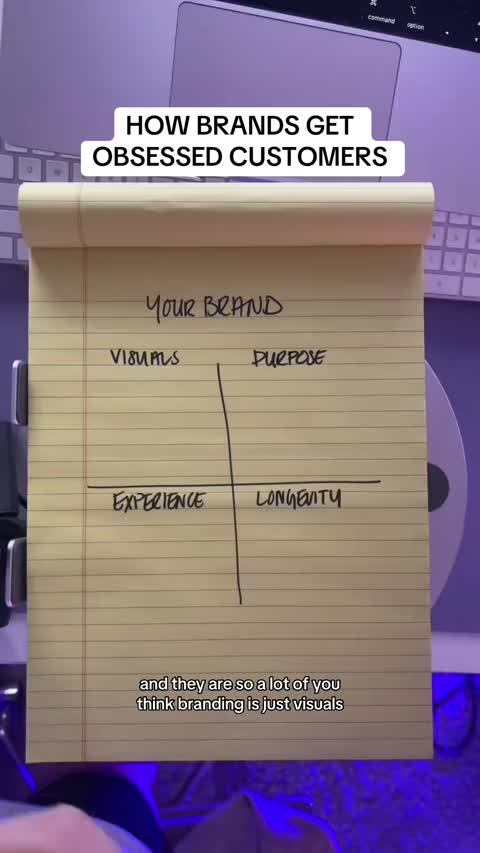 command
option
HOW BRANDS GET
OBSESSED CUSTOMERS
YOUR BRAND
VISUALS PURPOSE
EXPERIENCE LONGEVITY
and they are so a lot of you
think branding is just visuals